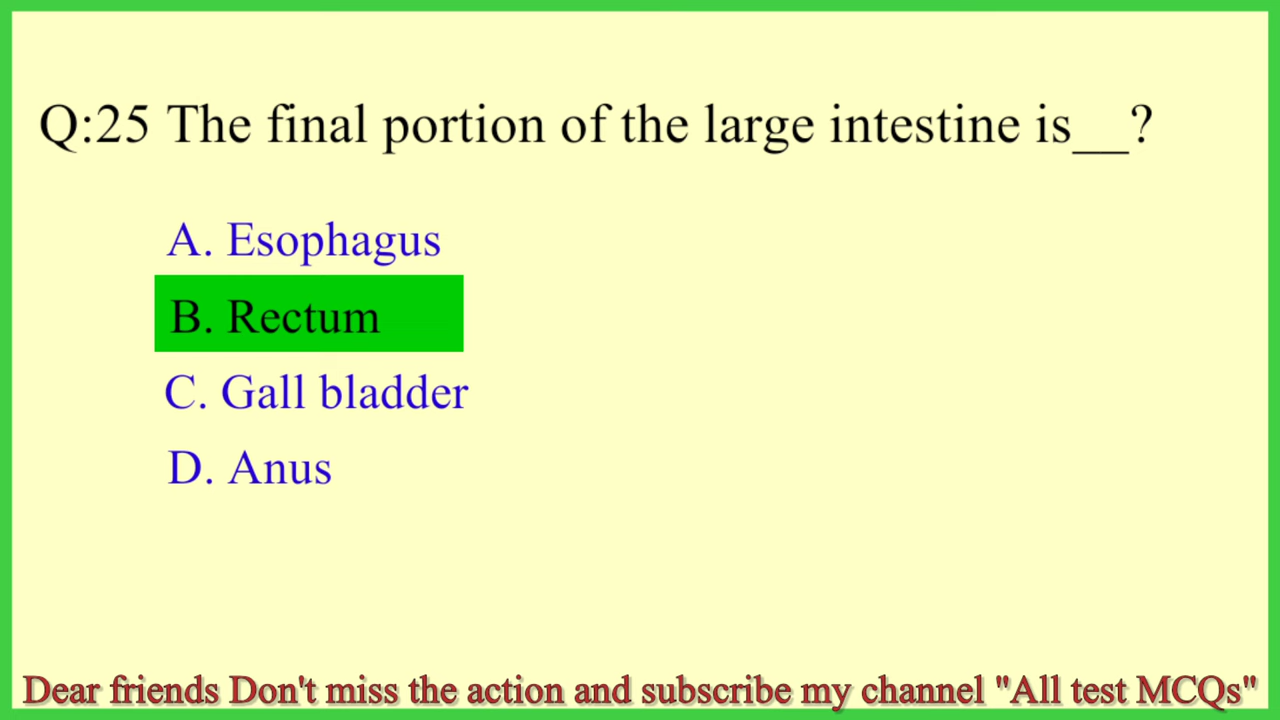 Q:25 The final portion of the large intestine is__?
A. Esophagus
B. Rectum
C. Gall bladder
D. Anus
Dear friends Don't miss the action and subscribe my channel "All test MCQs"